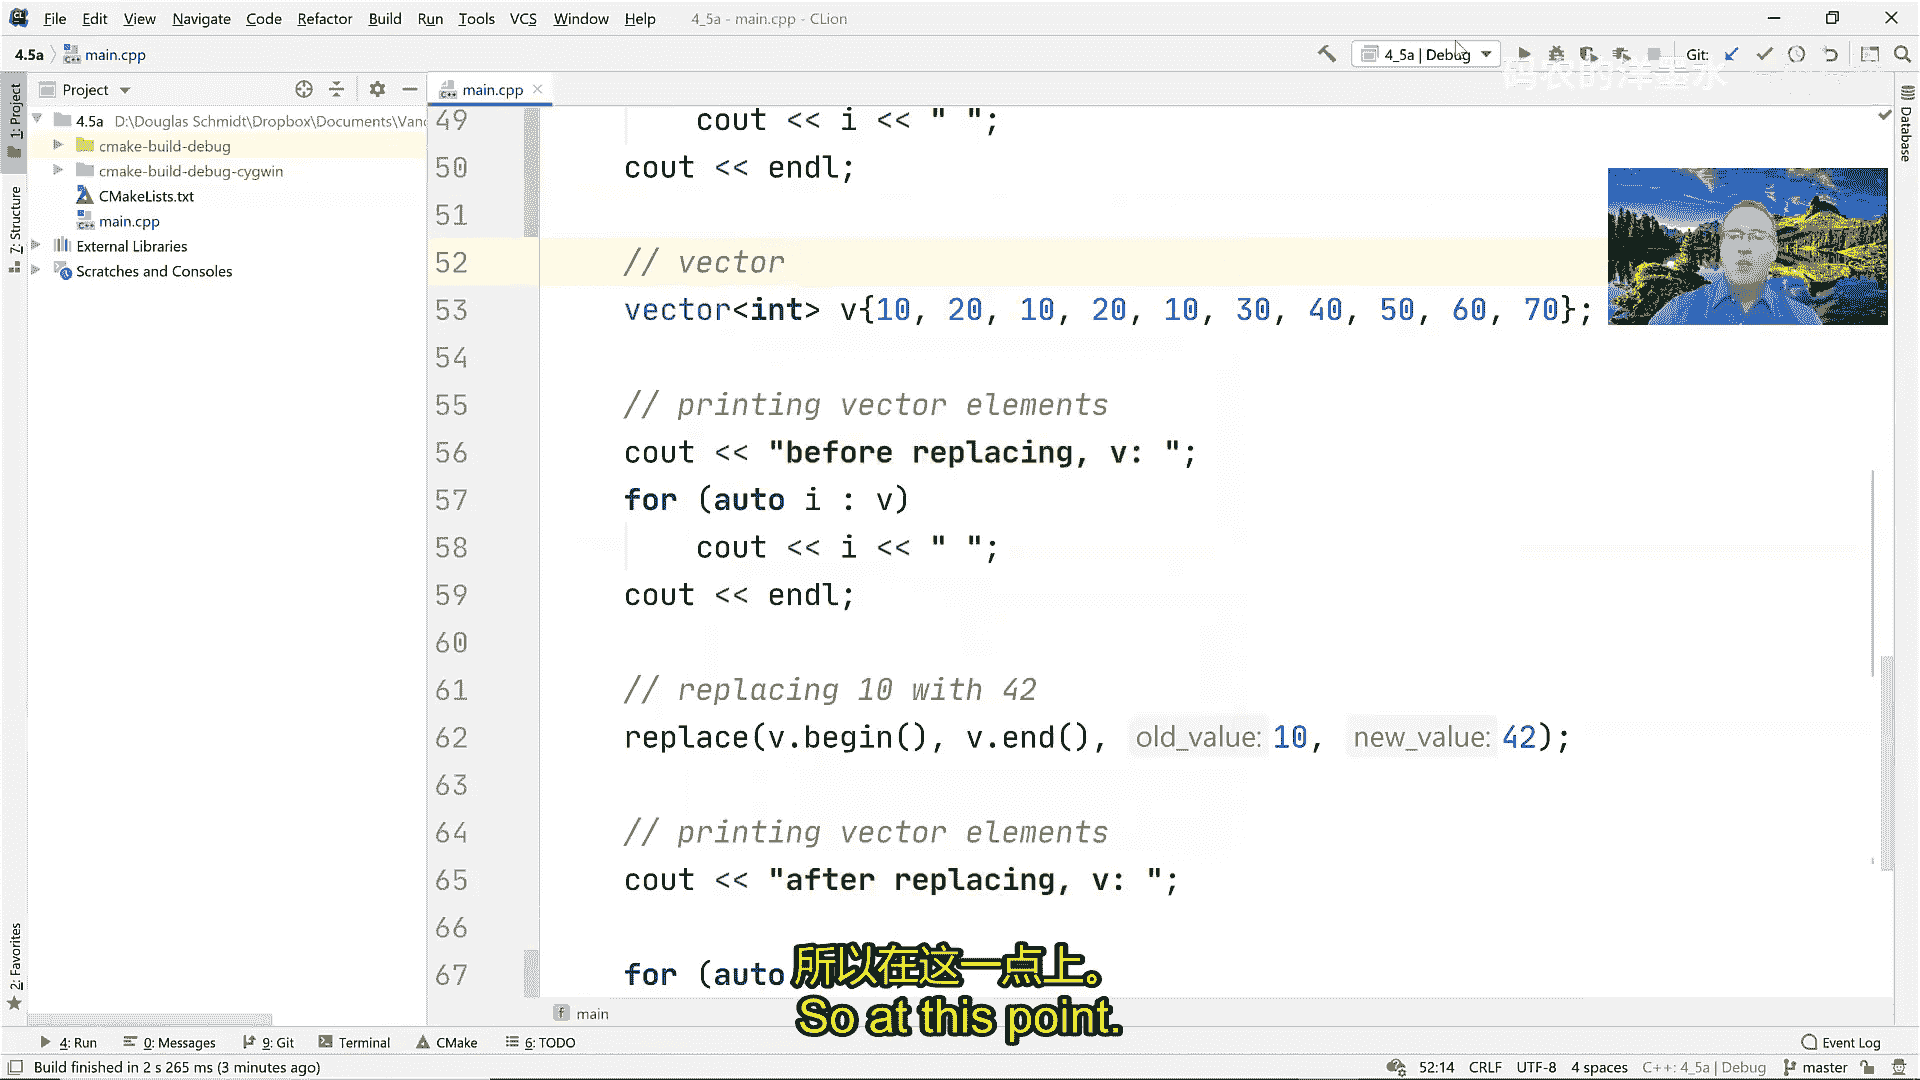 File Edit View Navigate Code Refactor Build Run Tools VCS Window Help 4_5a - main.cpp - CLion
4.5a main.cpp 4_5a | Debug Git:
码农的洋墨水
1: Project
Project
main.cpp
4.5a D:\Douglas Schmidt\Dropbox\Documents\Vand
cmake-build-debug
cmake-build-debug-cygwin
CMakeLists.txt
main.cpp
External Libraries
Scratches and Consoles
Z: Structure
2: Favorites
Database
49 cout << i << " ";
50 cout << endl;
51
52 // vector
53 vector<int> v{10, 20, 10, 20, 10, 30, 40, 50, 60, 70};
54
55 // printing vector elements
56 cout << "before replacing, v: ";
57 for (auto i : v)
58 cout << i << " ";
59 cout << endl;
60
61 // replacing 10 with 42
62 replace(v.begin(), v.end(), old_value: 10, new_value: 42);
63
64 // printing vector elements
65 cout << "after replacing, v: ";
66
67 for (auto
所以在这一点上。
So at this point.
f main
4: Run 0: Messages 9: Git Terminal CMake 6: TODO Event Log
Build finished in 2 s 265 ms (3 minutes ago) 52:14 CRLF UTF-8 4 spaces C++: 4_5a | Debug master